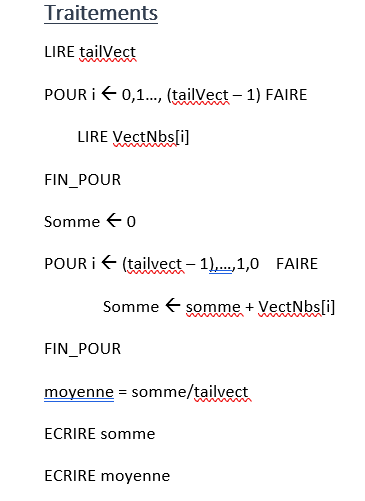 Traitements
LIRE tailVect
POUR i ← 0,1…, (tailVect – 1) FAIRE
LIRE VectNbs[i]
FIN_POUR
Somme ← 0
POUR i ← (tailvect – 1),…,1,0 FAIRE
Somme ← somme + VectNbs[i]
FIN_POUR
moyenne = somme/tailvect
ECRIRE somme
ECRIRE moyenne